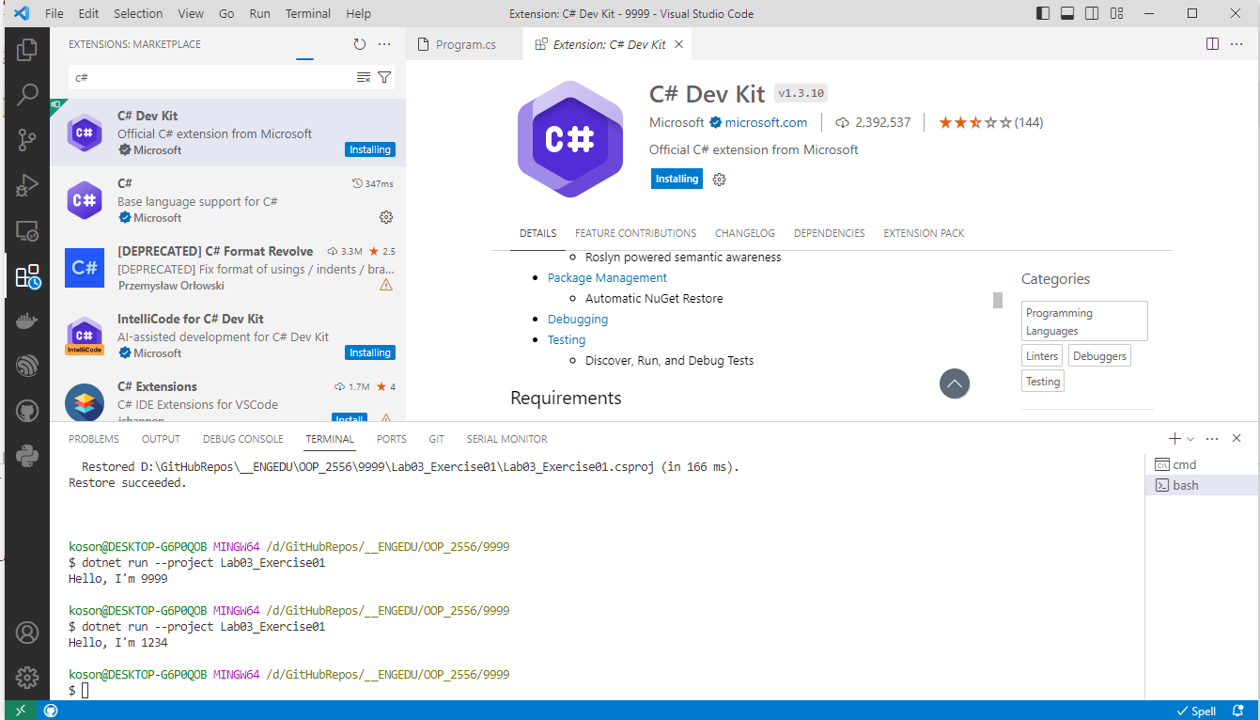 File Edit Selection View Go Run Terminal Help
Extension: C# Dev Kit - 9999 - Visual Studio Code
EXTENSIONS: MARKETPLACE
c#
C# Dev Kit
Official C# extension from Microsoft
Microsoft
Installing
C#
347ms
Base language support for C#
Microsoft
C#
[DEPRECATED] C# Format Revolve
3.3M
2.5
[DEPRECATED] Fix format of usings / indents / bra...
Przemysław Orłowski
IntelliCode for C# Dev Kit
AI-assisted development for C# Dev Kit
Microsoft
Installing
IntelliCode
C# Extensions
1.7M
4
C# IDE Extensions for VSCode
jchannon
Install
Program.cs
Extension: C# Dev Kit
C#
C# Dev Kit
v1.3.10
Microsoft
microsoft.com
2,392,537
(144)
Official C# extension from Microsoft
Installing
DETAILS FEATURE CONTRIBUTIONS CHANGELOG DEPENDENCIES EXTENSION PACK
Roslyn powered semantic awareness
Package Management
Automatic NuGet Restore
Debugging
Testing
Discover, Run, and Debug Tests
Requirements
Categories
Programming
Languages
Linters
Debuggers
Testing
PROBLEMS OUTPUT DEBUG CONSOLE TERMINAL PORTS GIT SERIAL MONITOR
Restored D:\GitHubRepos\__ENGEDU\OOP_2556\9999\Lab03_Exercise01\Lab03_Exercise01.csproj (in 166 ms).
Restore succeeded.
koson@DESKTOP-G6P0QOB MINGW64 /d/GitHubRepos/__ENGEDU/OOP_2556/9999
$ dotnet run --project Lab03_Exercise01
Hello, I'm 9999
koson@DESKTOP-G6P0QOB MINGW64 /d/GitHubRepos/__ENGEDU/OOP_2556/9999
$ dotnet run --project Lab03_Exercise01
Hello, I'm 1234
koson@DESKTOP-G6P0QOB MINGW64 /d/GitHubRepos/__ENGEDU/OOP_2556/9999
$
cmd
bash
Spell